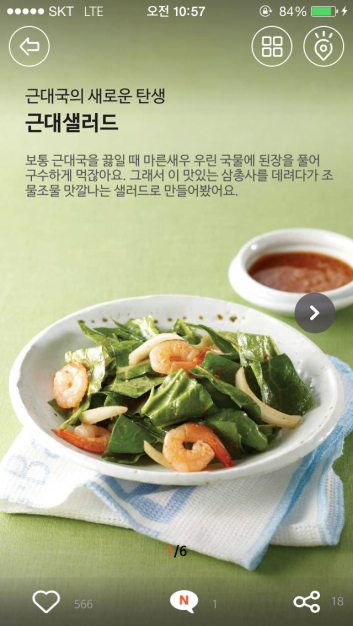 SKT LTE 오전 10:57 84%
근대국의 새로운 탄생
근대샐러드
보통 근대국을 끓일 때 마른새우 우린 국물에 된장을 풀어
구수하게 먹잖아요. 그래서 이 맛있는 삼총사를 데려다가 조
물조물 맛깔나는 샐러드로 만들어봤어요.
1/6
566 N 1 18